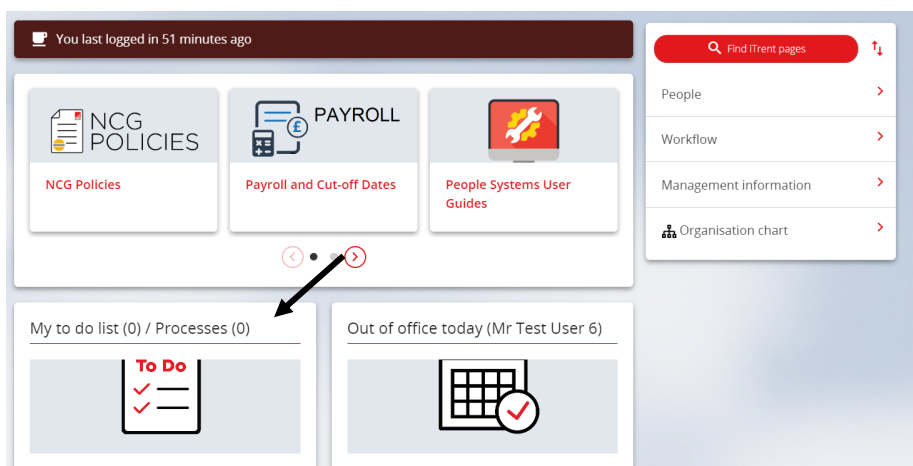 You last logged in 51 minutes ago
NCG
POLICIES
NCG Policies
PAYROLL
£
Payroll and Cut-off Dates
People Systems User
Guides
My to do list (0) / Processes (0)
To Do
Out of office today (Mr Test User 6)
Find iTrent pages
People
Workflow
Management information
Organisation chart